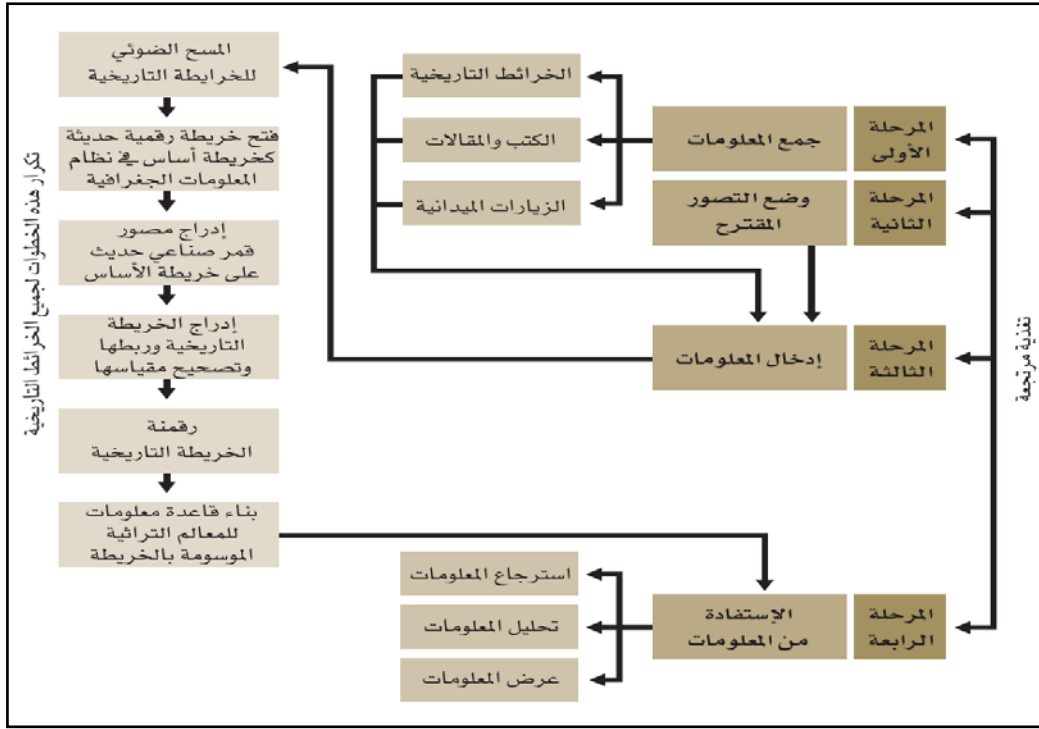 المرحلة
الأولى
جمع المعلومات
الخرائط التاريخية
الكتب والمقالات
الزيارات الميدانية
المرحلة
الثانية
وضع التصور
المقترح
المرحلة
الثالثة
إدخال المعلومات
المسح الضوئي
للخرايطة التاريخية
فتح خريطة رقمية حديثة
كخريطة أساس في نظام
المعلومات الجغرافية
إدراج مصور
قمر صناعي حديث
على خريطة الأساس
إدراج الخريطة
التاريخية وربطها
وتصحيح مقياسها
رقمنة
الخريطة التاريخية
بناء قاعدة معلومات
للمعالم التراثية
الموسومة بالخريطة
تكرار هذه الخطوات لجميع الخرائط التاريخية
المرحلة
الرابعة
الإستفادة
من المعلومات
استرجاع المعلومات
تحليل المعلومات
عرض المعلومات
تغذية مرتجعة